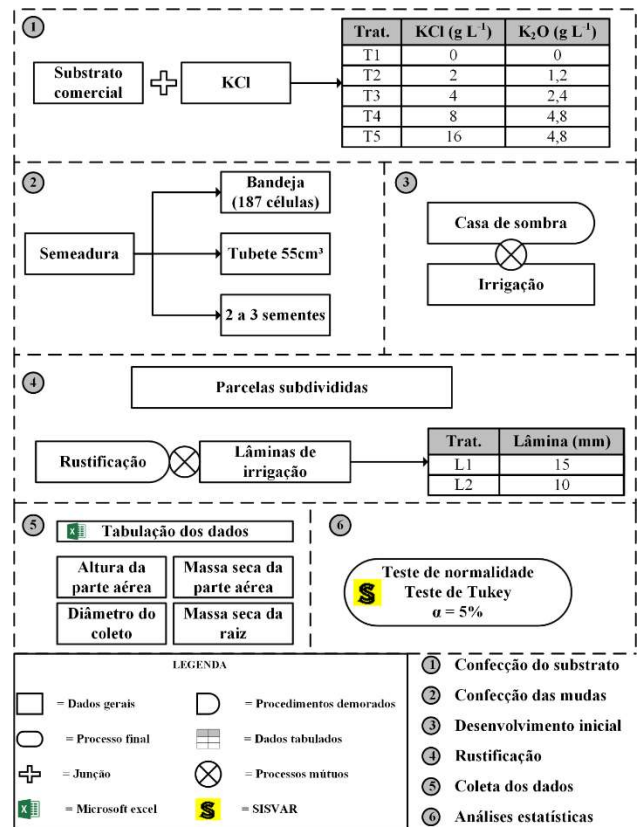 1
Substrato
comercial
KCl
Trat. KCl (g L⁻¹) K₂O (g L⁻¹)
T1 0 0
T2 2 1,2
T3 4 2,4
T4 8 4,8
T5 16 4,8
2
Semeadura
Bandeja
(187 células)
Tubete 55cm³
2 a 3 sementes
3
Casa de sombra
Irrigação
4
Parcelas subdivididas
Rustificação
Lâminas de
irrigação
Trat. Lâmina (mm)
L1 15
L2 10
5
Tabulação dos dados
Altura da
parte aérea
Massa seca da
parte aérea
Diâmetro do
coleto
Massa seca da
raiz
6
S
Teste de normalidade
Teste de Tukey
α = 5%
LEGENDA
= Dados gerais
= Procedimentos demorados
= Processo final
= Dados tabulados
= Junção
= Processos mútuos
= Microsoft excel
S = SISVAR
1 Confecção do substrato
2 Confecção das mudas
3 Desenvolvimento inicial
4 Rustificação
5 Coleta dos dados
6 Análises estatísticas